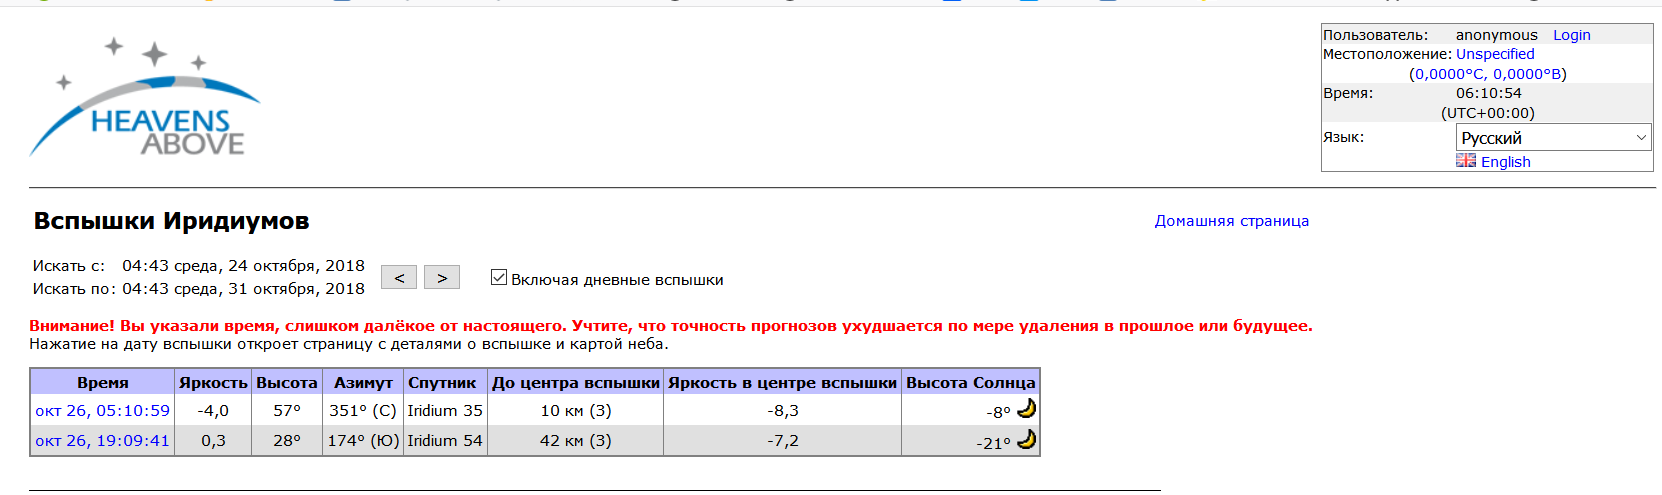 HEAVENS
ABOVE
Пользователь: anonymous Login
Местоположение: Unspecified
(0,0000°С, 0,0000°В)
Время: 06:10:54
(UTC+00:00)
Язык: Русский
English
Вспышки Иридиумов
Домашняя страница
Искать с: 04:43 среда, 24 октября, 2018
Искать по: 04:43 среда, 31 октября, 2018
< >
Включая дневные вспышки
Внимание! Вы указали время, слишком далёкое от настоящего. Учтите, что точность прогнозов ухудшается по мере удаления в прошлое или будущее.
Нажатие на дату вспышки откроет страницу с деталями о вспышке и картой неба.
Время Яркость Высота Азимут Спутник До центра вспышки Яркость в центре вспышки Высота Солнца
окт 26, 05:10:59 -4,0 57° 351° (С) Iridium 35 10 км (З) -8,3 -8°
окт 26, 19:09:41 0,3 28° 174° (Ю) Iridium 54 42 км (З) -7,2 -21°